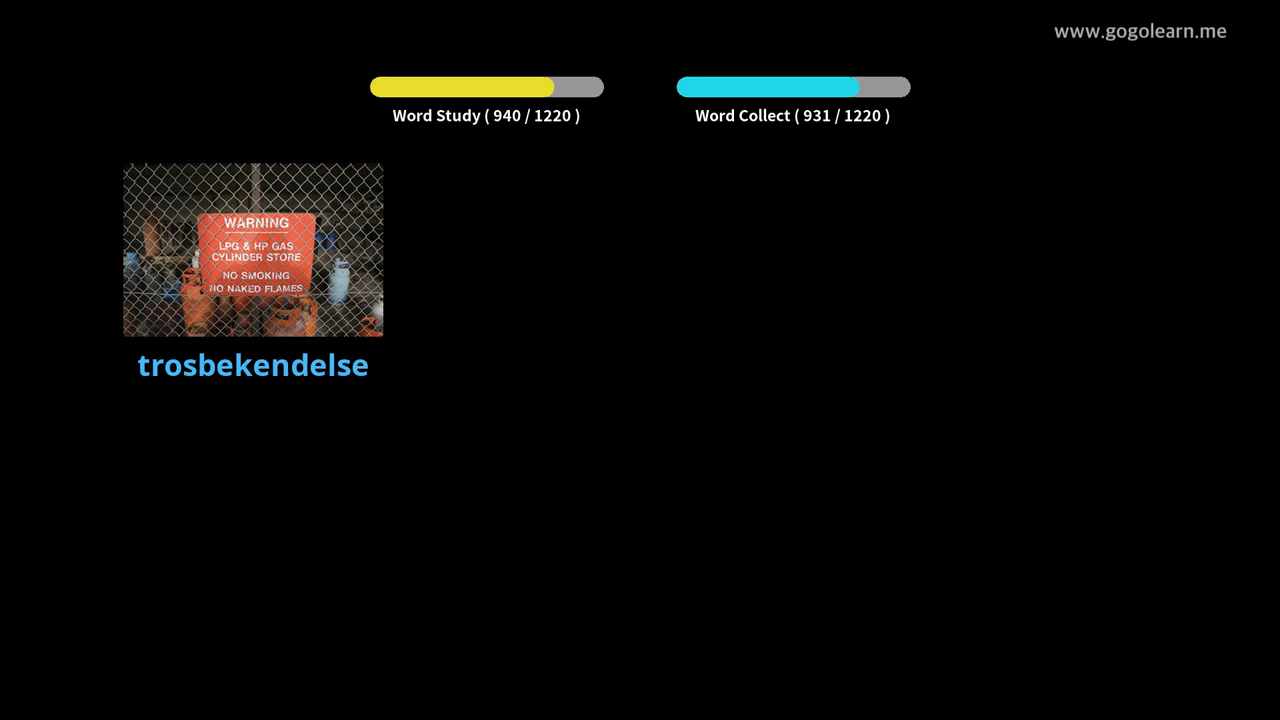 www.gogolearn.me
Word Study ( 940 / 1220 )
Word Collect ( 931 / 1220 )
WARNING
LPG & HP GAS
CYLINDER STORE
NO SMOKING
NO NAKED FLAMES
trosbekendelse